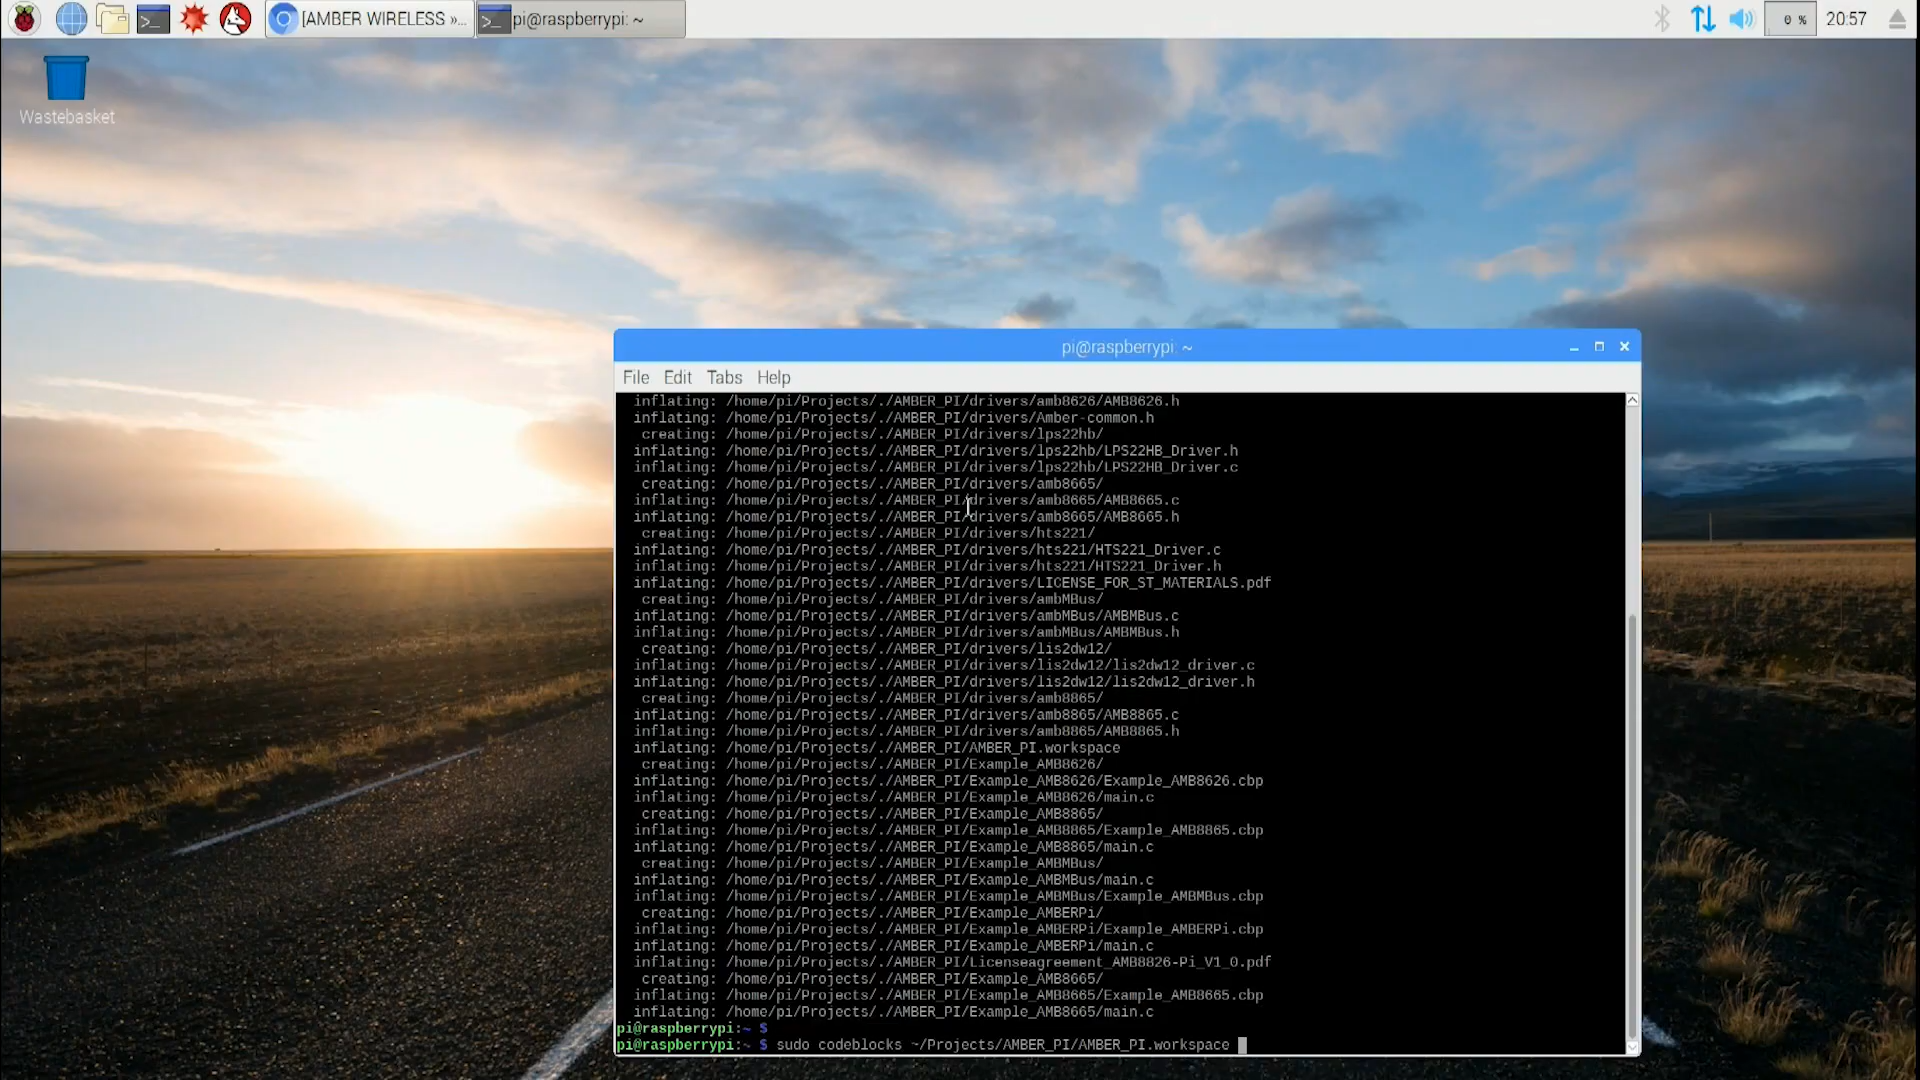 [AMBER WIRELESS »...
pi@raspberrypi: ~
0 %
20:57
Wastebasket
pi@raspberrypi: ~
File Edit Tabs Help
inflating: /home/pi/Projects/./AMBER_PI/drivers/amb8626/AMB8626.h
inflating: /home/pi/Projects/./AMBER_PI/drivers/Amber-common.h
creating: /home/pi/Projects/./AMBER_PI/drivers/lps22hb/
inflating: /home/pi/Projects/./AMBER_PI/drivers/lps22hb/LPS22HB_Driver.h
inflating: /home/pi/Projects/./AMBER_PI/drivers/lps22hb/LPS22HB_Driver.c
creating: /home/pi/Projects/./AMBER_PI/drivers/amb8665/
inflating: /home/pi/Projects/./AMBER_PI/drivers/amb8665/AMB8665.c
inflating: /home/pi/Projects/./AMBER_PI/drivers/amb8665/AMB8665.h
creating: /home/pi/Projects/./AMBER_PI/drivers/hts221/
inflating: /home/pi/Projects/./AMBER_PI/drivers/hts221/HTS221_Driver.c
inflating: /home/pi/Projects/./AMBER_PI/drivers/hts221/HTS221_Driver.h
inflating: /home/pi/Projects/./AMBER_PI/drivers/LICENSE_FOR_ST_MATERIALS.pdf
creating: /home/pi/Projects/./AMBER_PI/drivers/ambMBus/
inflating: /home/pi/Projects/./AMBER_PI/drivers/ambMBus/AMBMBus.c
inflating: /home/pi/Projects/./AMBER_PI/drivers/ambMBus/AMBMBus.h
creating: /home/pi/Projects/./AMBER_PI/drivers/lis2dw12/
inflating: /home/pi/Projects/./AMBER_PI/drivers/lis2dw12/lis2dw12_driver.c
inflating: /home/pi/Projects/./AMBER_PI/drivers/lis2dw12/lis2dw12_driver.h
creating: /home/pi/Projects/./AMBER_PI/drivers/amb8865/
inflating: /home/pi/Projects/./AMBER_PI/drivers/amb8865/AMB8865.c
inflating: /home/pi/Projects/./AMBER_PI/drivers/amb8865/AMB8865.h
inflating: /home/pi/Projects/./AMBER_PI/AMBER_PI.workspace
creating: /home/pi/Projects/./AMBER_PI/Example_AMB8626/
inflating: /home/pi/Projects/./AMBER_PI/Example_AMB8626/Example_AMB8626.cbp
inflating: /home/pi/Projects/./AMBER_PI/Example_AMB8626/main.c
creating: /home/pi/Projects/./AMBER_PI/Example_AMB8865/
inflating: /home/pi/Projects/./AMBER_PI/Example_AMB8865/Example_AMB8865.cbp
inflating: /home/pi/Projects/./AMBER_PI/Example_AMB8865/main.c
creating: /home/pi/Projects/./AMBER_PI/Example_AMBMBus/
inflating: /home/pi/Projects/./AMBER_PI/Example_AMBMBus/main.c
inflating: /home/pi/Projects/./AMBER_PI/Example_AMBMBus/Example_AMBMBus.cbp
creating: /home/pi/Projects/./AMBER_PI/Example_AMBERPi/
inflating: /home/pi/Projects/./AMBER_PI/Example_AMBERPi/Example_AMBERPi.cbp
inflating: /home/pi/Projects/./AMBER_PI/Example_AMBERPi/main.c
inflating: /home/pi/Projects/./AMBER_PI/Licenseagreement_AMB8826-Pi_V1_0.pdf
creating: /home/pi/Projects/./AMBER_PI/Example_AMB8665/
inflating: /home/pi/Projects/./AMBER_PI/Example_AMB8665/Example_AMB8665.cbp
inflating: /home/pi/Projects/./AMBER_PI/Example_AMB8665/main.c
pi@raspberrypi:~ $
pi@raspberrypi:~ $ sudo codeblocks ~/Projects/AMBER_PI/AMBER_PI.workspace